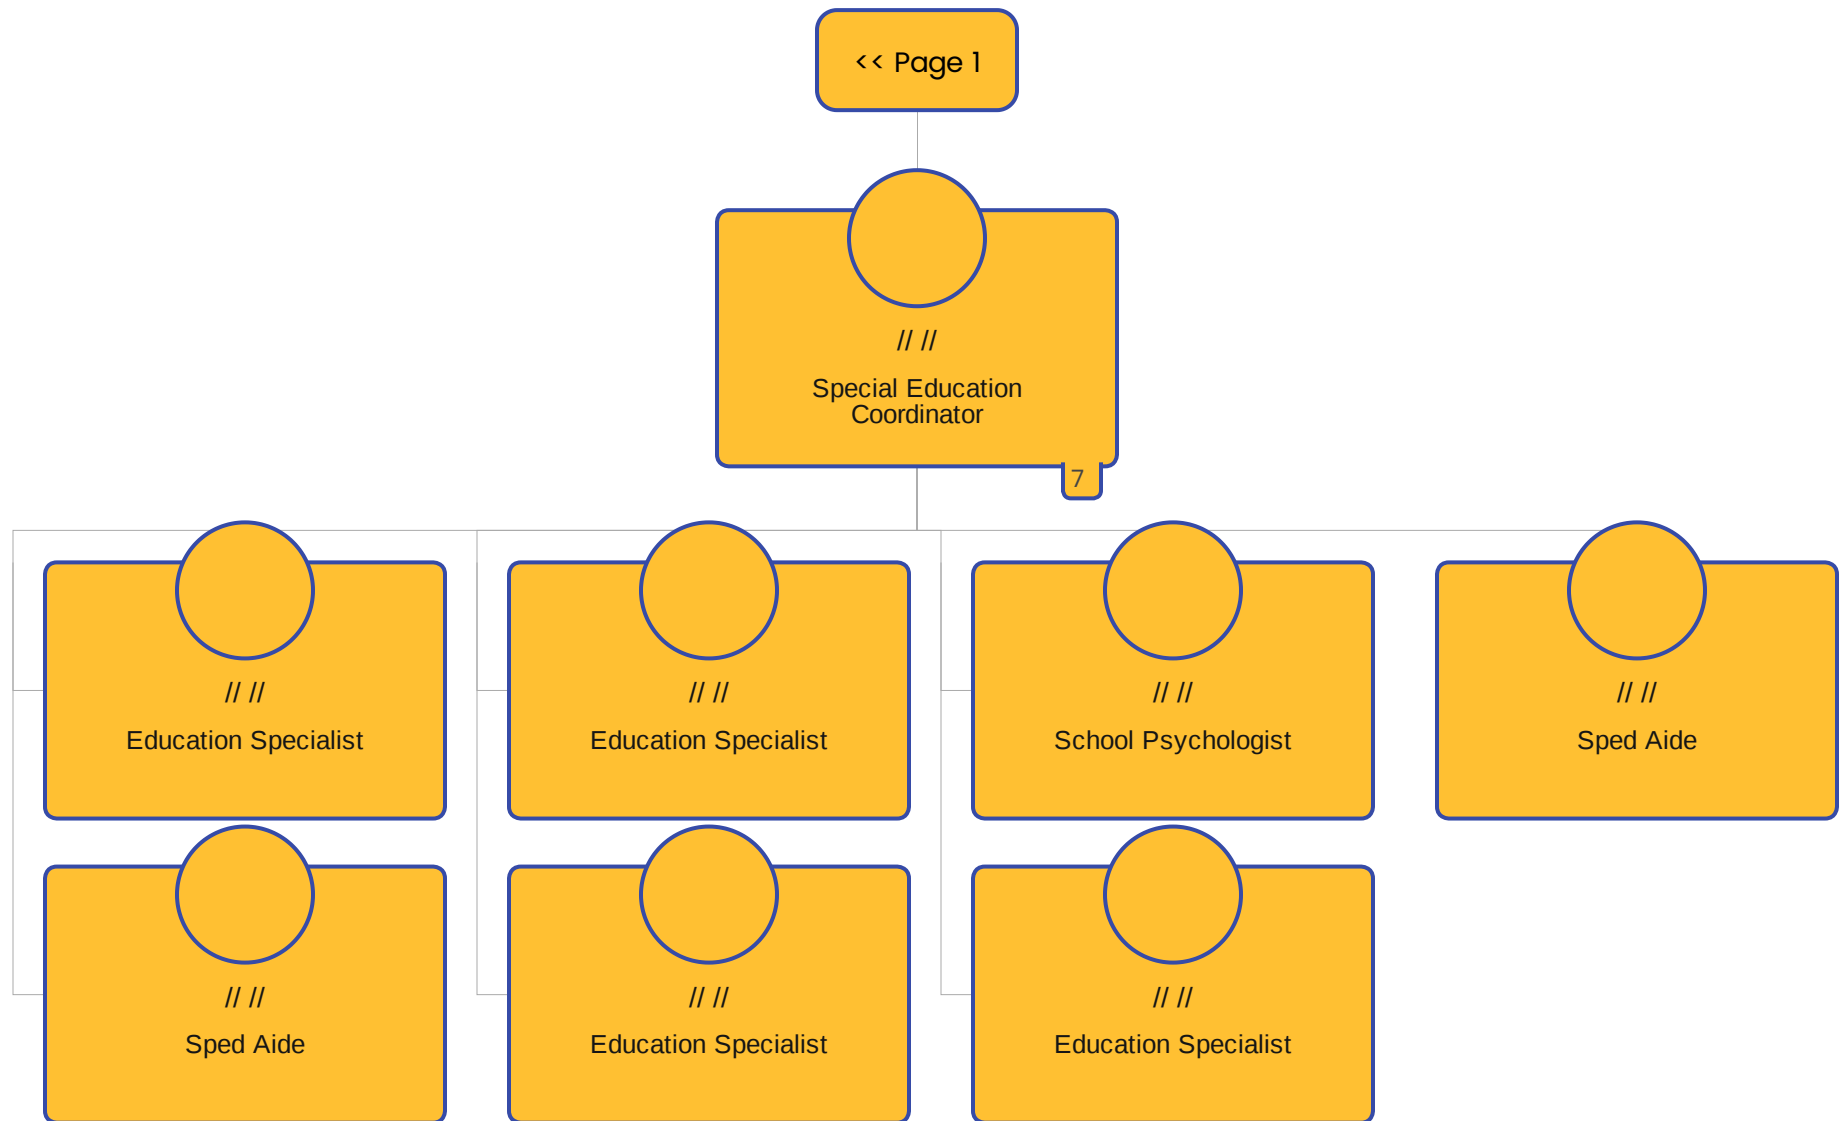 << Page 1
// //
Special Education
Coordinator
7
// //
Education Specialist
// //
Education Specialist
// //
School Psychologist
// //
Sped Aide
// //
Sped Aide
// //
Education Specialist
// //
Education Specialist